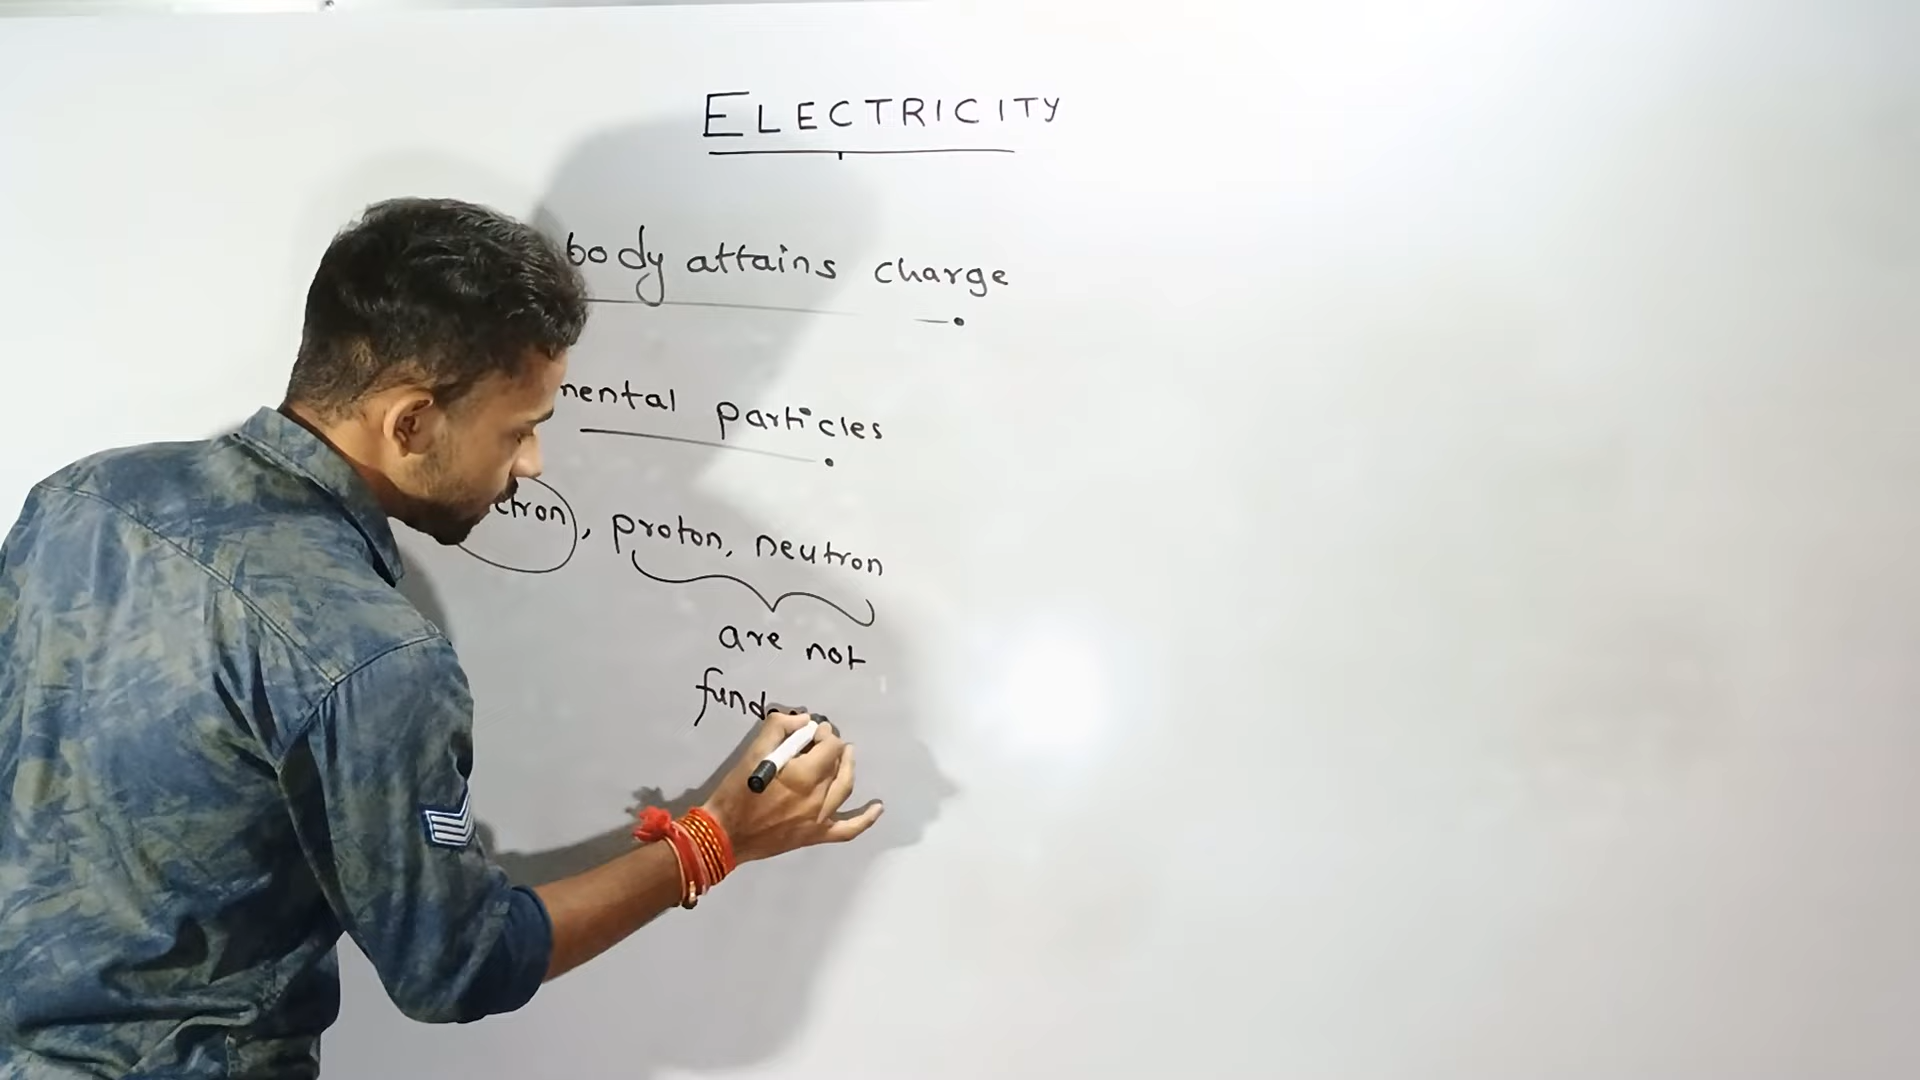 ELECTRICITY
body attains charge
mental particles
ctron, proton, neutron
are not
fund